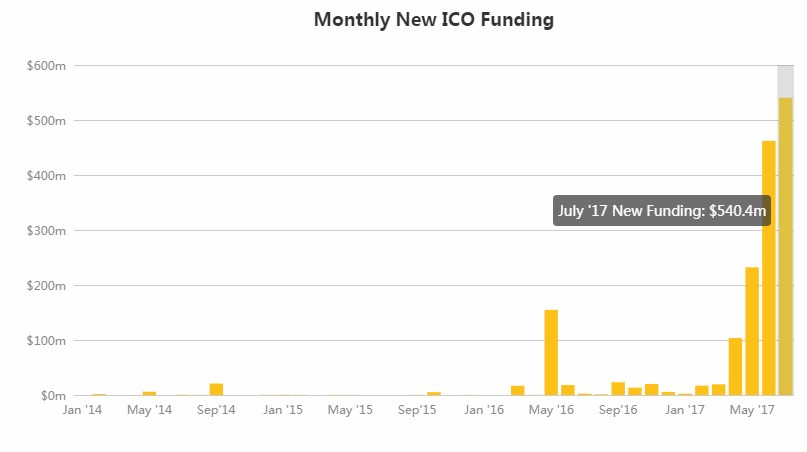 Monthly New ICO Funding
$600m
$500m
$400m
July '17 New Funding: $540.4m
$300m
$200m
$100m
$0m
Jan '14 May '14 Sep'14 Jan '15 May '15 Sep'15 Jan '16 May '16 Sep'16 Jan '17 May '17